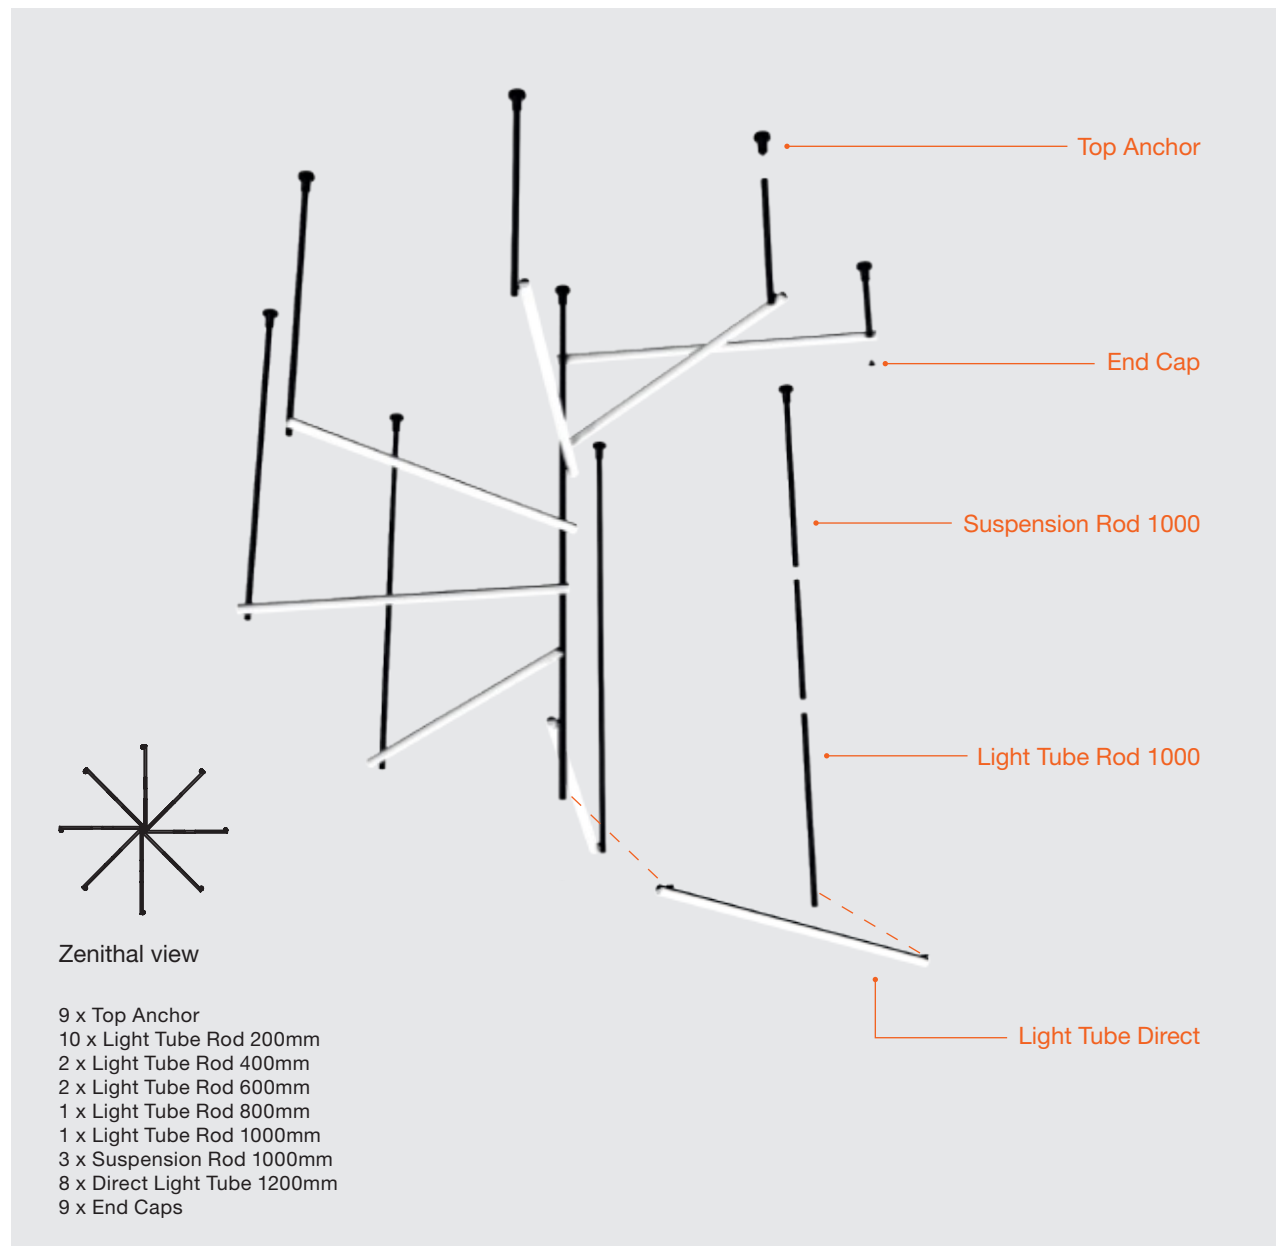 Top Anchor
End Cap
Suspension Rod 1000
Light Tube Rod 1000
Light Tube Direct
Zenithal view
9 x Top Anchor
10 x Light Tube Rod 200mm
2 x Light Tube Rod 400mm
2 x Light Tube Rod 600mm
1 x Light Tube Rod 800mm
1 x Light Tube Rod 1000mm
3 x Suspension Rod 1000mm
8 x Direct Light Tube 1200mm
9 x End Caps